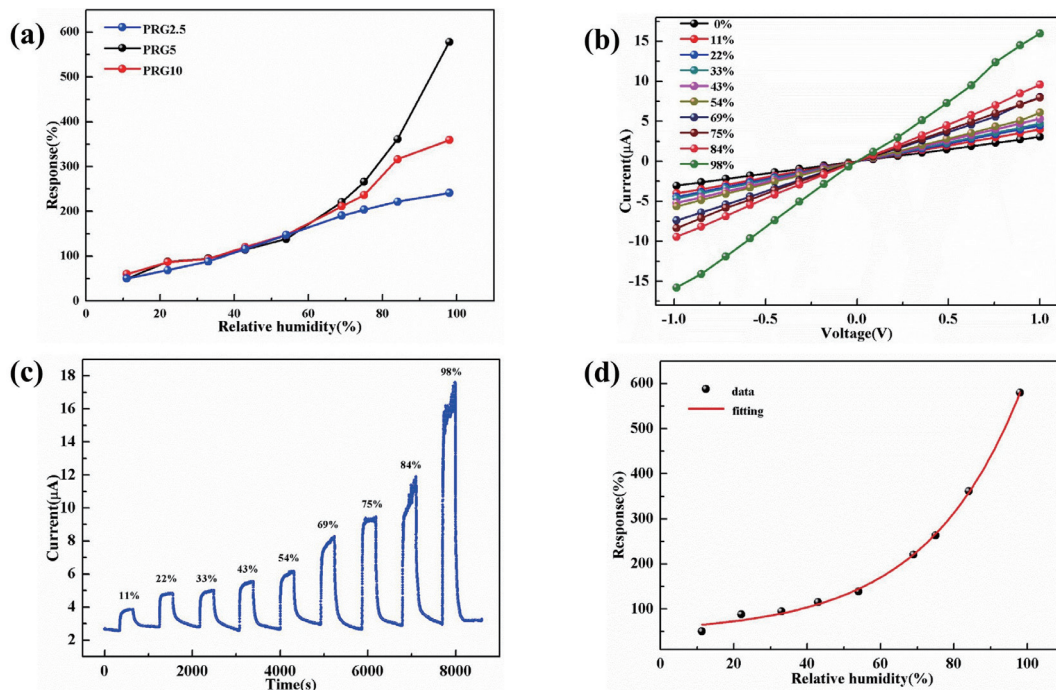 (a)
PRG2.5
PRG5
PRG10
600
500
400
300
200
100
0
Response(%)
0 20 40 60 80 100
Relative humidity(%)
(b)
0%
11%
22%
33%
43%
54%
69%
75%
84%
98%
15
10
5
0
-5
-10
-15
Current(μA)
-1.0 -0.5 0.0 0.5 1.0
Voltage(V)
(c)
18
16
14
12
10
8
6
4
2
Current(μA)
11% 22% 33% 43% 54% 69% 75% 84% 98%
0 2000 4000 6000 8000
Time(s)
(d)
data
fitting
600
500
400
300
200
100
Response(%)
0 20 40 60 80 100
Relative humidity(%)